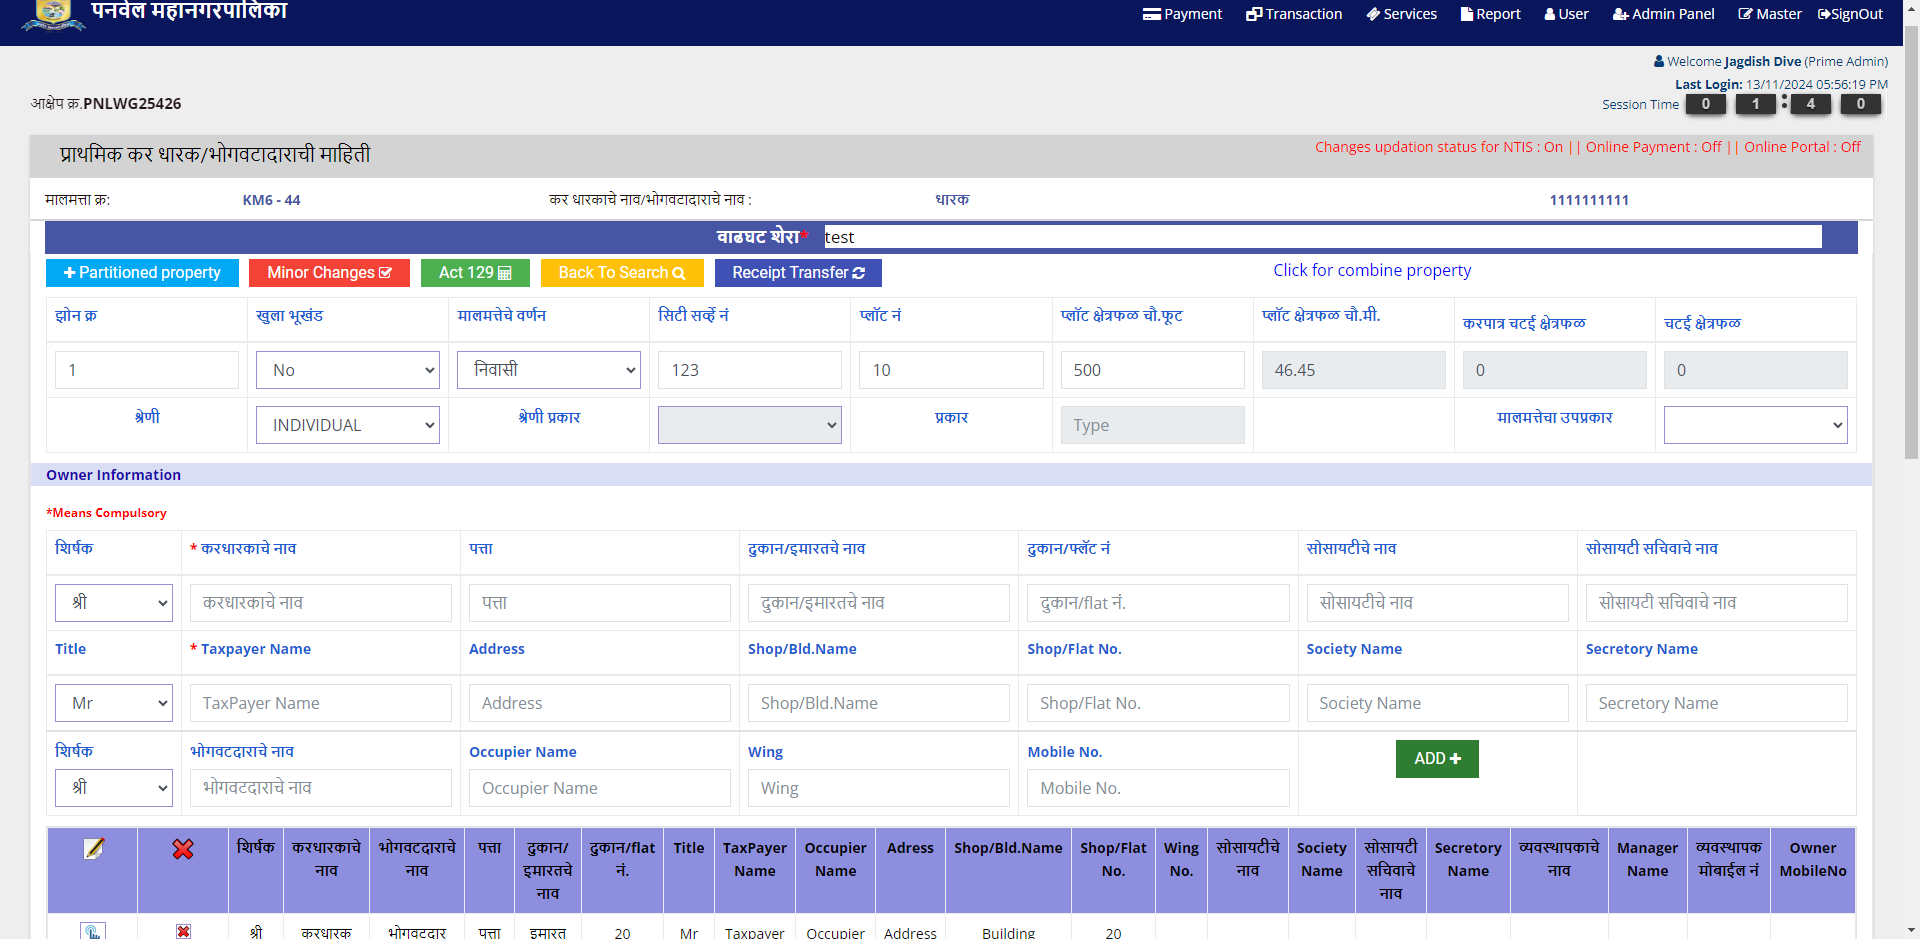 पनवेल महानगरपालिका
Payment Transaction Services Report User Admin Panel Master SignOut
Welcome Jagdish Dive (Prime Admin)
Last Login: 13/11/2024 05:56:19 PM
आक्षेप क्र.PNLWG25426
Session Time 0 1 : 4 0
प्राथमिक कर धारक/भोगवटादाराची माहिती
Changes updation status for NTIS : On || Online Payment : Off || Online Portal : Off
मालमत्ता क्र: KM6 - 44 कर धारकाचे नाव/भोगवटादाराचे नाव : धारक 1111111111
वाढघट शेरा* test
Partitioned property Minor Changes Act 129 Back To Search Receipt Transfer Click for combine property
झोन क्र खुला भूखंड मालमत्तेचे वर्णन सिटी सर्व्हे नं प्लॉट नं प्लॉट क्षेत्रफळ चौ.फूट प्लॉट क्षेत्रफळ चौ.मी. करपात्र चटई क्षेत्रफळ चटई क्षेत्रफळ
1 No निवासी 123 10 500 46.45 0 0
श्रेणी INDIVIDUAL श्रेणी प्रकार प्रकार Type मालमत्तेचा उपप्रकार
Owner Information
*Means Compulsory
शिर्षक * करधारकाचे नाव पत्ता दुकान/इमारतचे नाव दुकान/फ्लॅट नं सोसायटीचे नाव सोसायटी सचिवाचे नाव
श्री करधारकाचे नाव पत्ता दुकान/इमारतचे नाव दुकान/flat नं. सोसायटीचे नाव सोसायटी सचिवाचे नाव
Title * Taxpayer Name Address Shop/Bld.Name Shop/Flat No. Society Name Secretory Name
Mr TaxPayer Name Address Shop/Bld.Name Shop/Flat No. Society Name Secretory Name
शिर्षक भोगवटदाराचे नाव Occupier Name Wing Mobile No.
ADD
श्री भोगवटदाराचे नाव Occupier Name Wing Mobile No.
शिर्षक करधारकाचे भोगवटदाराचे पत्ता दुकान/ दुकान/flat Title TaxPayer Occupier Adress Shop/Bld.Name Shop/Flat Wing सोसायटीचे Society सोसायटी Secretory व्यवस्थापकाचे Manager व्यवस्थापक Owner
नाव नाव इमारतचे नं. Name Name No. No. नाव Name सचिवाचे Name नाव Name मोबाईल नं MobileNo
नाव नाव
श्री करधारक भोगवटदार पत्ता इमारत 20 Mr Taxpayer Occupier Address Building 20